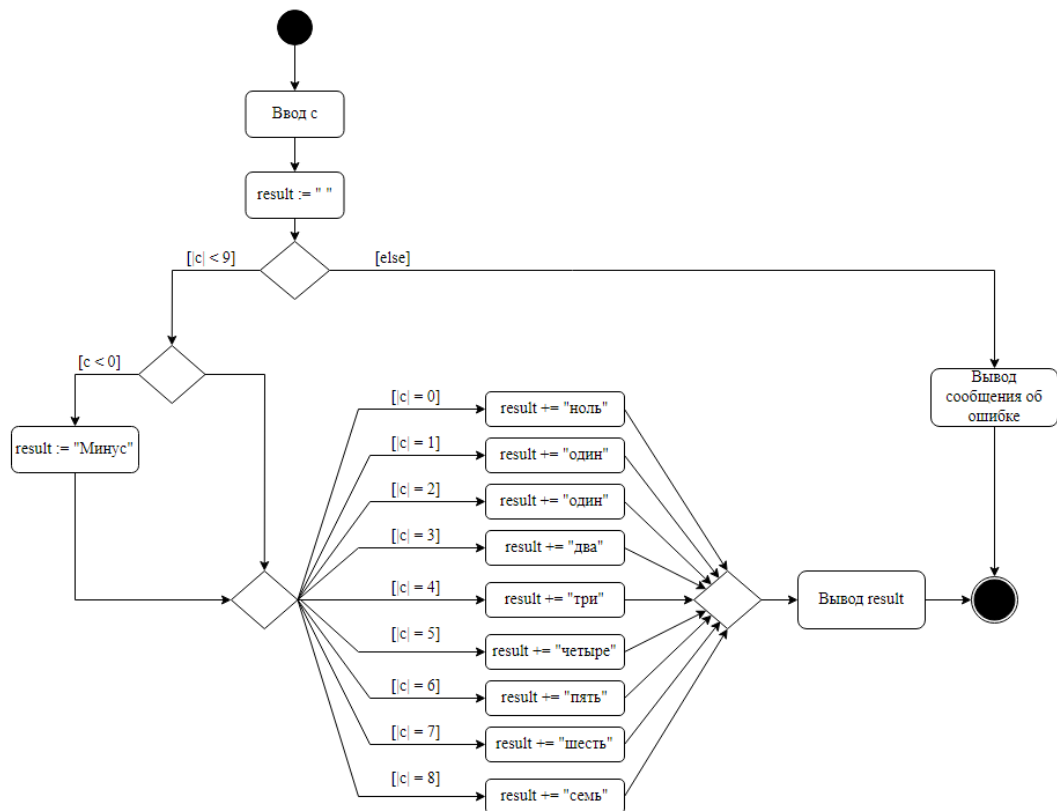 Ввод с
result := " "
[|c| < 9]
[else]
[c < 0]
result := "Минус"
Вывод
сообщения об
ошибке
[|c| = 0]
result += "ноль"
[|c| = 1]
result += "один"
[|c| = 2]
result += "один"
[|c| = 3]
result += "два"
[|c| = 4]
result += "три"
[|c| = 5]
result += "четыре"
[|c| = 6]
result += "пять"
[|c| = 7]
result += "шесть"
[|c| = 8]
result += "семь"
Вывод result